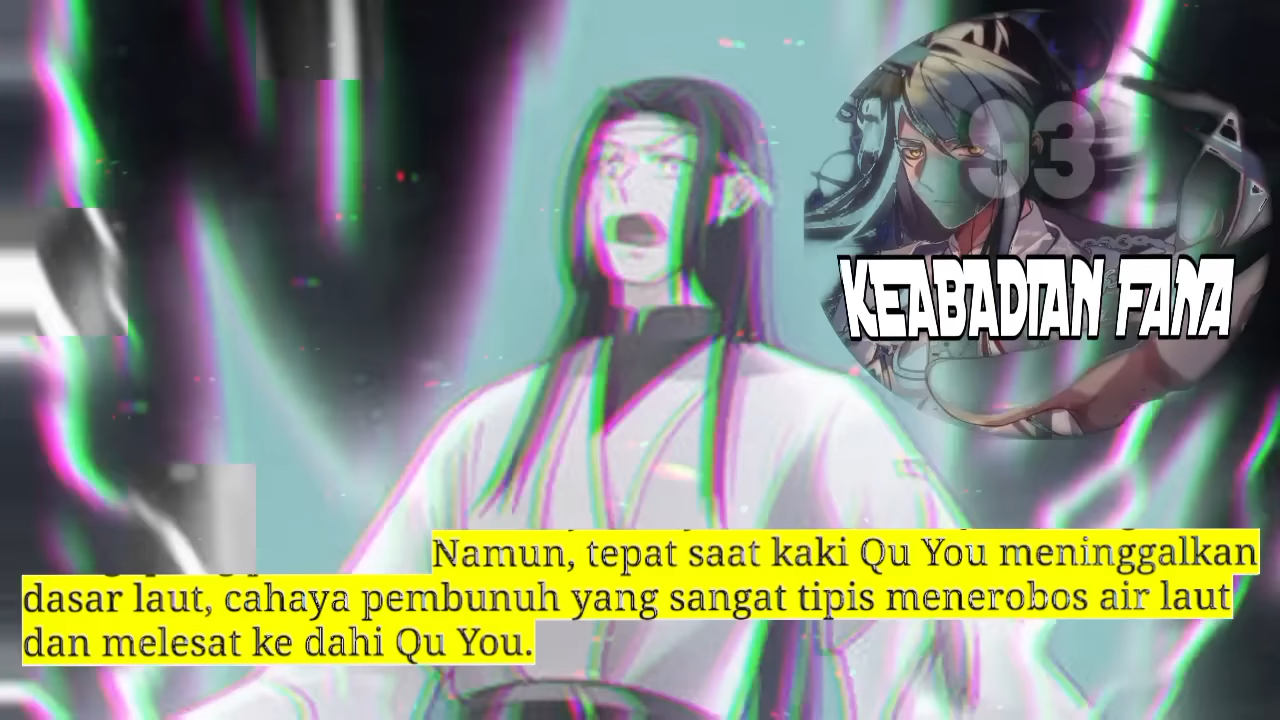 93
KEABADIAN FANA
Namun, tepat saat kaki Qu You meninggalkan
dasar laut, cahaya pembunuh yang sangat tipis menerobos air laut
dan melesat ke dahi Qu You.